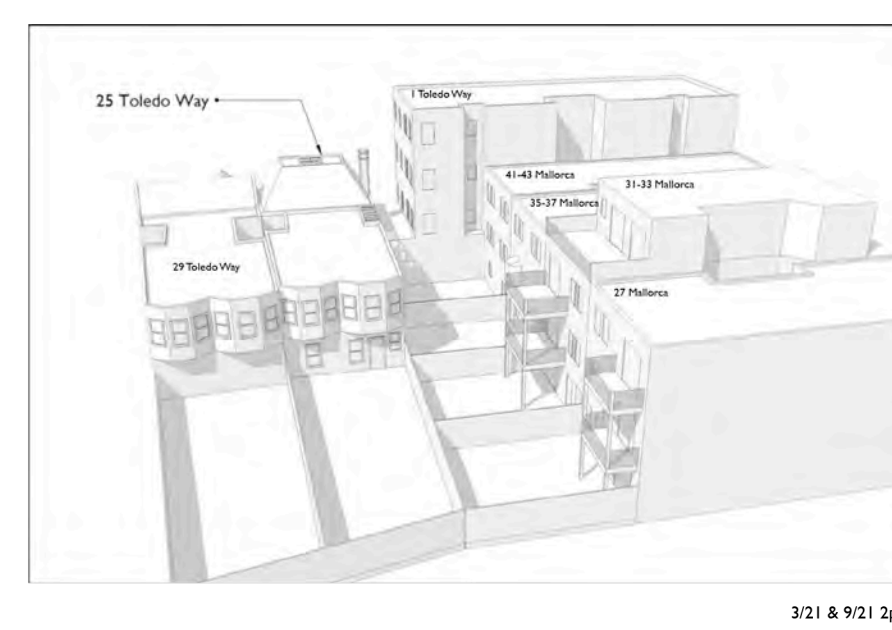 1 Toledo Way
25 Toledo Way
41-43 Mallorca
31-33 Mallorca
35-37 Mallorca
29 Toledo Way
27 Mallorca
3/21 & 9/21 2p